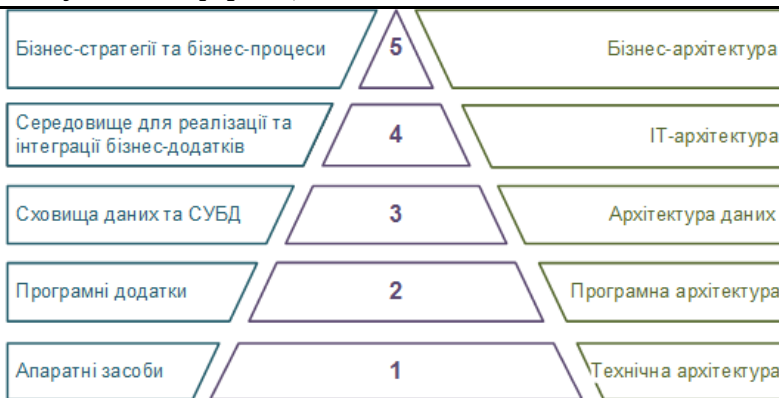 Бізнес-стратегії та бізнес-процеси
5
Бізнес-архітектура
Середовище для реалізації та
інтеграції бізнес-додатків
4
ІТ-архітектура
Сховища даних та СУБД
3
Архітектура даних
Програмні додатки
2
Програмна архітектура
Апаратні засоби
1
Технічна архітектура